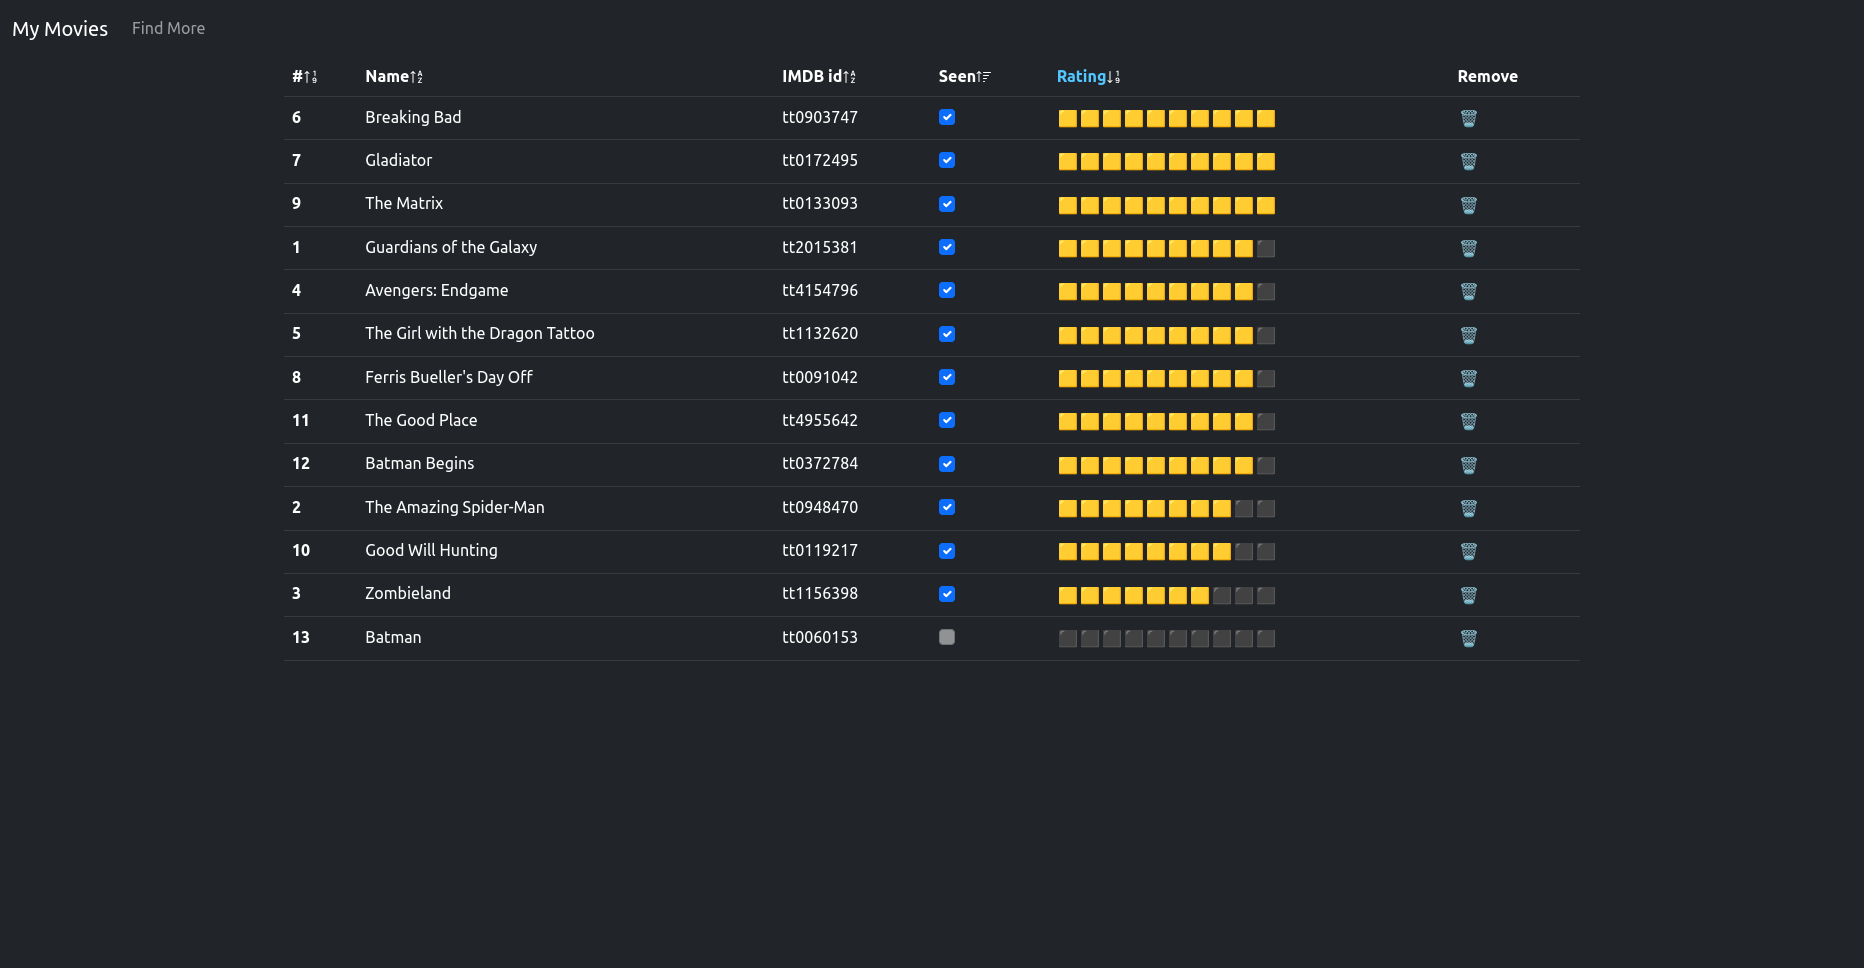 My Movies Find More
# Name IMDB id Seen Rating Remove
6 Breaking Bad tt0903747
7 Gladiator tt0172495
9 The Matrix tt0133093
1 Guardians of the Galaxy tt2015381
4 Avengers: Endgame tt4154796
5 The Girl with the Dragon Tattoo tt1132620
8 Ferris Bueller's Day Off tt0091042
11 The Good Place tt4955642
12 Batman Begins tt0372784
2 The Amazing Spider-Man tt0948470
10 Good Will Hunting tt0119217
3 Zombieland tt1156398
13 Batman tt0060153